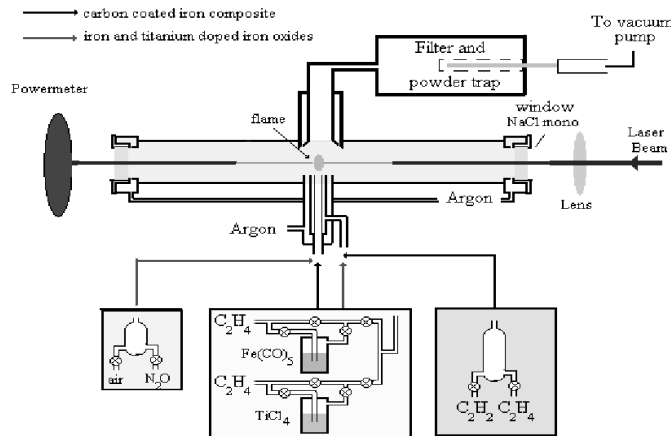 carbon coated iron composite
iron and titanium doped iron oxides
To vacuum
pump
Filter and
powder trap
Powermeter
flame
window
NaCl mono
Laser
Beam
Argon
Lens
Argon
C2H4
Fe(CO)5
C2H4
TiCl4
air
N2O
C2H2
C2H4